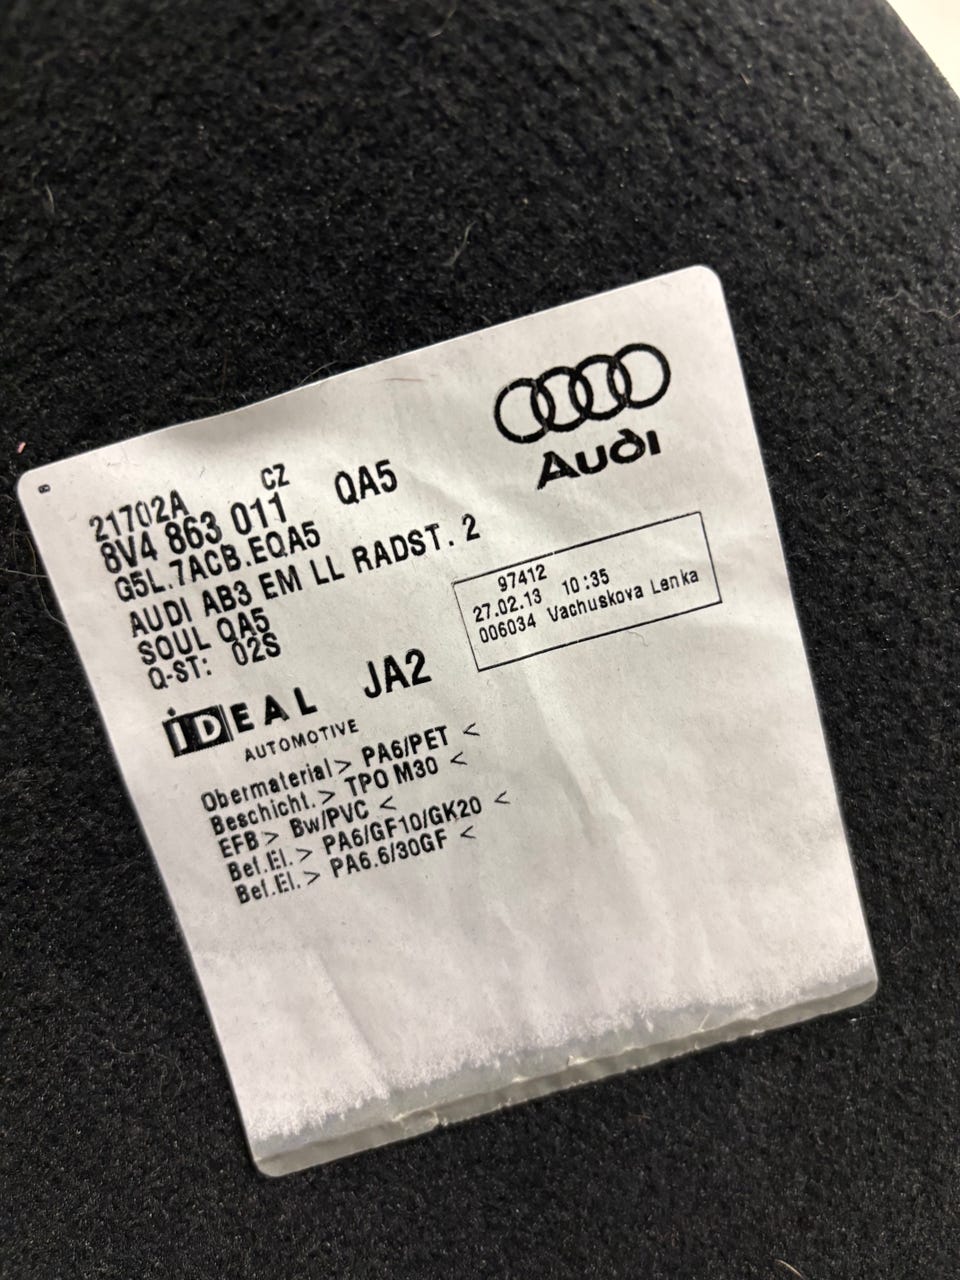 Audi
21702A CZ
8V4 863 011 QA5
G5L.7ACB.EQA5
AUDI AB3 EM LL RADST. 2
SOUL QA5
Q-ST: 02S
97412
27.02.13 10:35
006034 Vachuskova Lenka
iDEAL JA2
AUTOMOTIVE
Obermaterial> PA6/PET <
Beschicht.> TPO M30 <
EFB> Bw/PVC <
Bef.El.> PA6/GF10/GK20 <
Bef.El.> PA6.6/30GF <